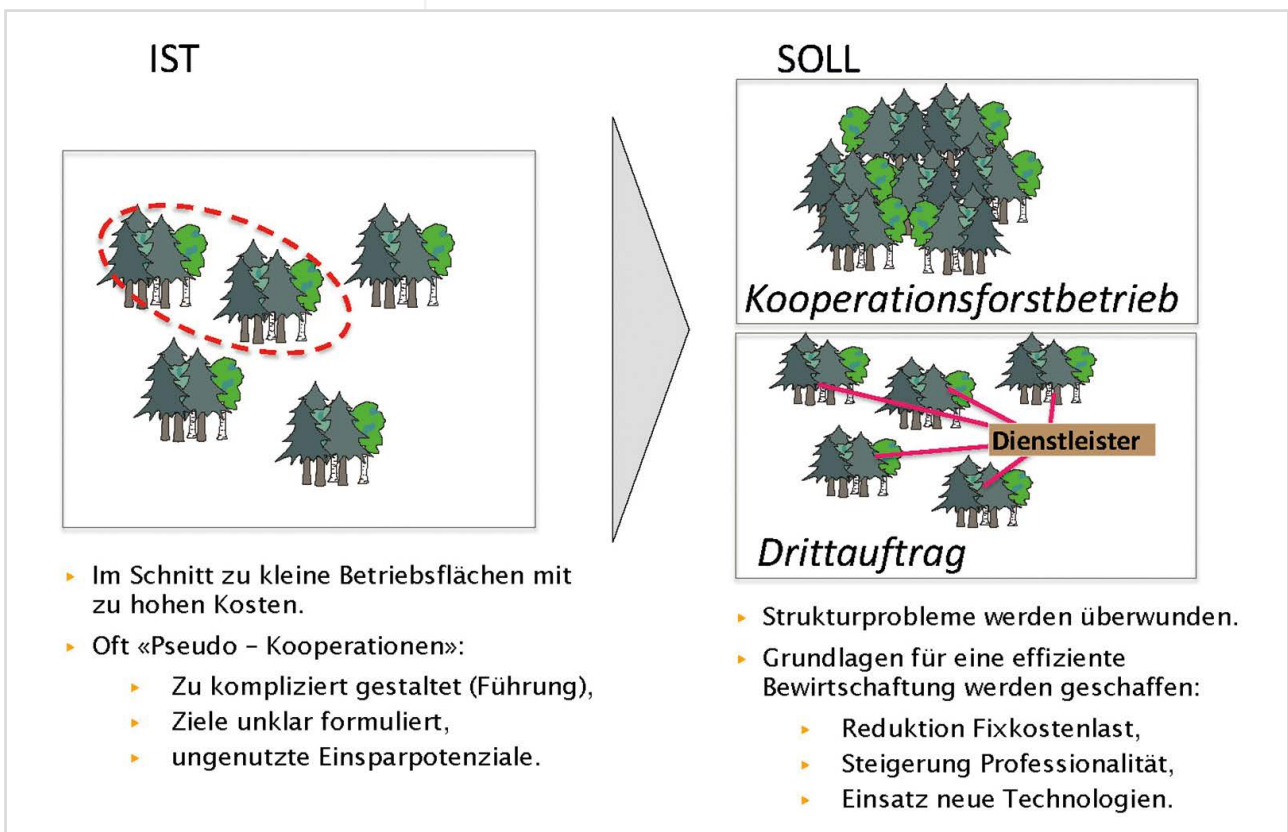 IST
Im Schnitt zu kleine Betriebsflächen mit
zu hohen Kosten.
Oft «Pseudo – Kooperationen»:
Zu kompliziert gestaltet (Führung),
Ziele unklar formuliert,
ungenutzte Einsparpotenziale.
SOLL
Kooperationsforstbetrieb
Dienstleister
Drittauftrag
Strukturprobleme werden überwunden.
Grundlagen für eine effiziente
Bewirtschaftung werden geschaffen:
Reduktion Fixkostenlast,
Steigerung Professionalität,
Einsatz neue Technologien.